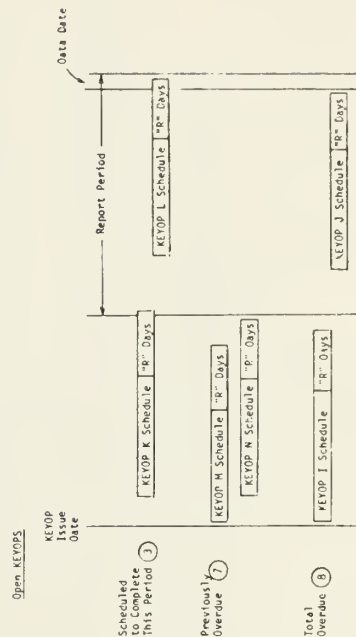 Open KEYOPS
KEYOP
Issue
Date
Report Period
Data Date
Scheduled
to Complete
This Period 3
KEYOP K Schedule "R" Days
KEYOP L Schedule "R" Days
Previously
Overdue 7
KEYOP M Schedule "R" Days
KEYOP N Schedule "R" Days
Total
Overdue 8
KEYOP I Schedule "R" Days
KEYOP J Schedule "R" Days